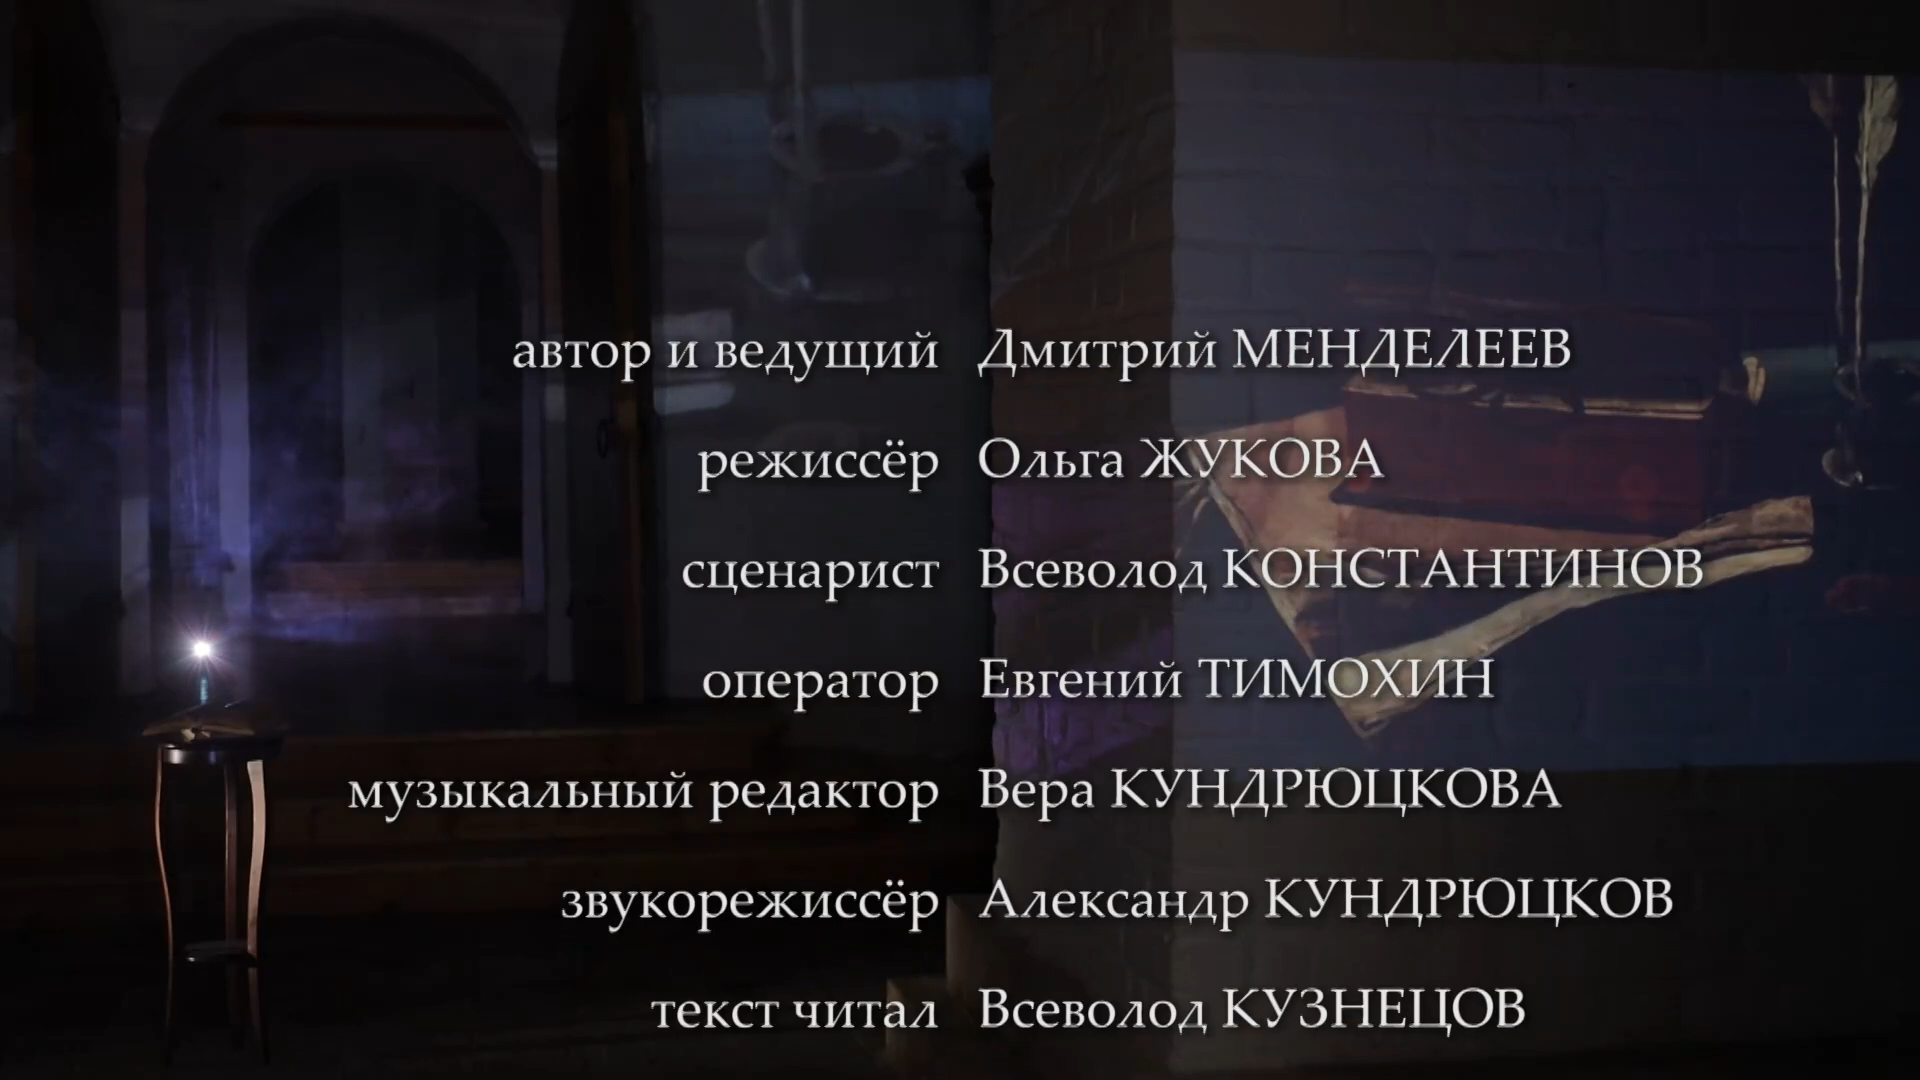 автор и ведущий Дмитрий МЕНДЕЛЕЕВ
режиссёр Ольга ЖУКОВА
сценарист Всеволод КОНСТАНТИНОВ
оператор Евгений ТИМОХИН
музыкальный редактор Вера КУНДРЮЦКОВА
звукорежиссёр Александр КУНДРЮЦКОВ
текст читал Всеволод КУЗНЕЦОВ